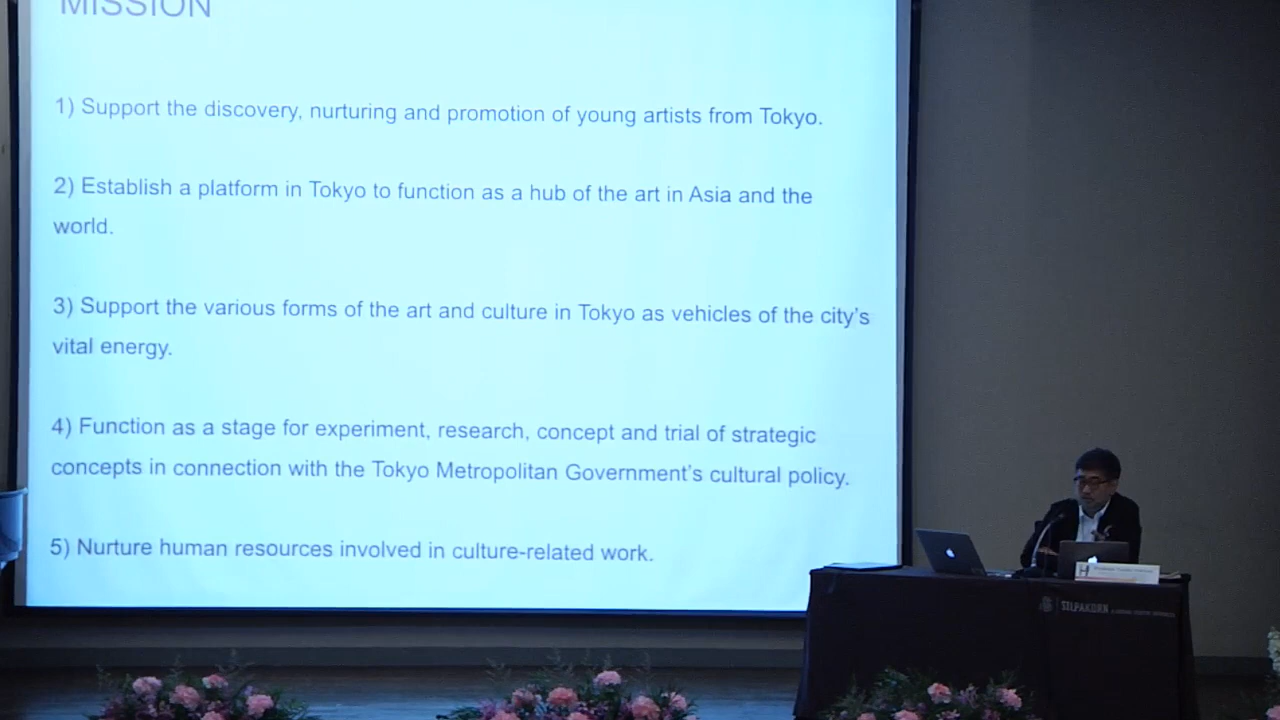 MISSION
1) Support the discovery, nurturing and promotion of young artists from Tokyo.
2) Establish a platform in Tokyo to function as a hub of the art in Asia and the
world.
3) Support the various forms of the art and culture in Tokyo as vehicles of the city's
vital energy.
4) Function as a stage for experiment, research, concept and trial of strategic
concepts in connection with the Tokyo Metropolitan Government's cultural policy.
5) Nurture human resources involved in culture-related work.
SILPAKORN